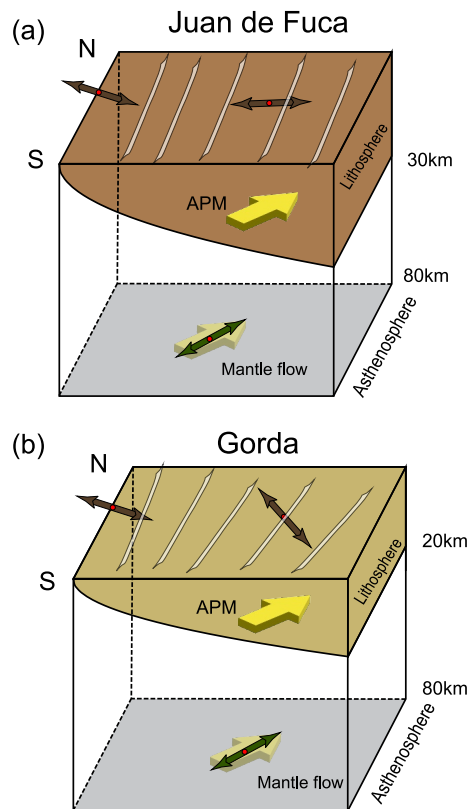 (a)
Juan de Fuca
N
S
APM
Lithosphere
30km
80km
Mantle flow
Asthenosphere
(b)
Gorda
N
S
APM
Lithosphere
20km
80km
Mantle flow
Asthenosphere